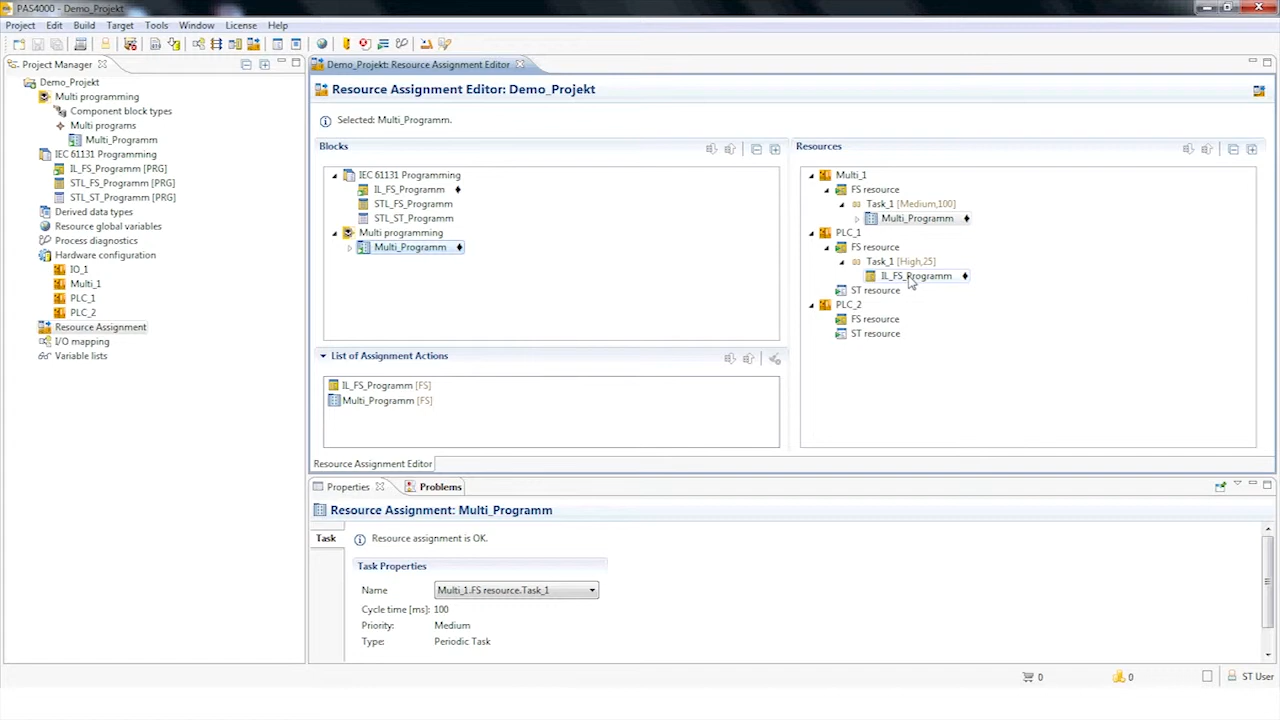 PAS4000 - Demo_Projekt
Project Edit Build Target Tools Window License Help
Project Manager
Demo_Projekt
Multi programming
Component block types
Multi programs
Multi_Programm
IEC 61131 Programming
IL_FS_Programm [PRG]
STL_FS_Programm [PRG]
STL_ST_Programm [PRG]
Derived data types
Resource global variables
Process diagnostics
Hardware configuration
IO_1
Multi_1
PLC_1
PLC_2
Resource Assignment
I/O mapping
Variable lists
Demo_Projekt: Resource Assignment Editor
Resource Assignment Editor: Demo_Projekt
Selected: Multi_Programm.
Blocks
IEC 61131 Programming
IL_FS_Programm
STL_FS_Programm
STL_ST_Programm
Multi programming
Multi_Programm
List of Assignment Actions
IL_FS_Programm [FS]
Multi_Programm [FS]
Resources
Multi_1
FS resource
Task_1 [Medium,100]
Multi_Programm
PLC_1
FS resource
Task_1 [High,25]
IL_FS_Programm
ST resource
PLC_2
FS resource
ST resource
Resource Assignment Editor
Properties Problems
Resource Assignment: Multi_Programm
Task
Resource assignment is OK.
Task Properties
Name Multi_1.FS resource.Task_1
Cycle time [ms]: 100
Priority: Medium
Type: Periodic Task
0 0 ST User